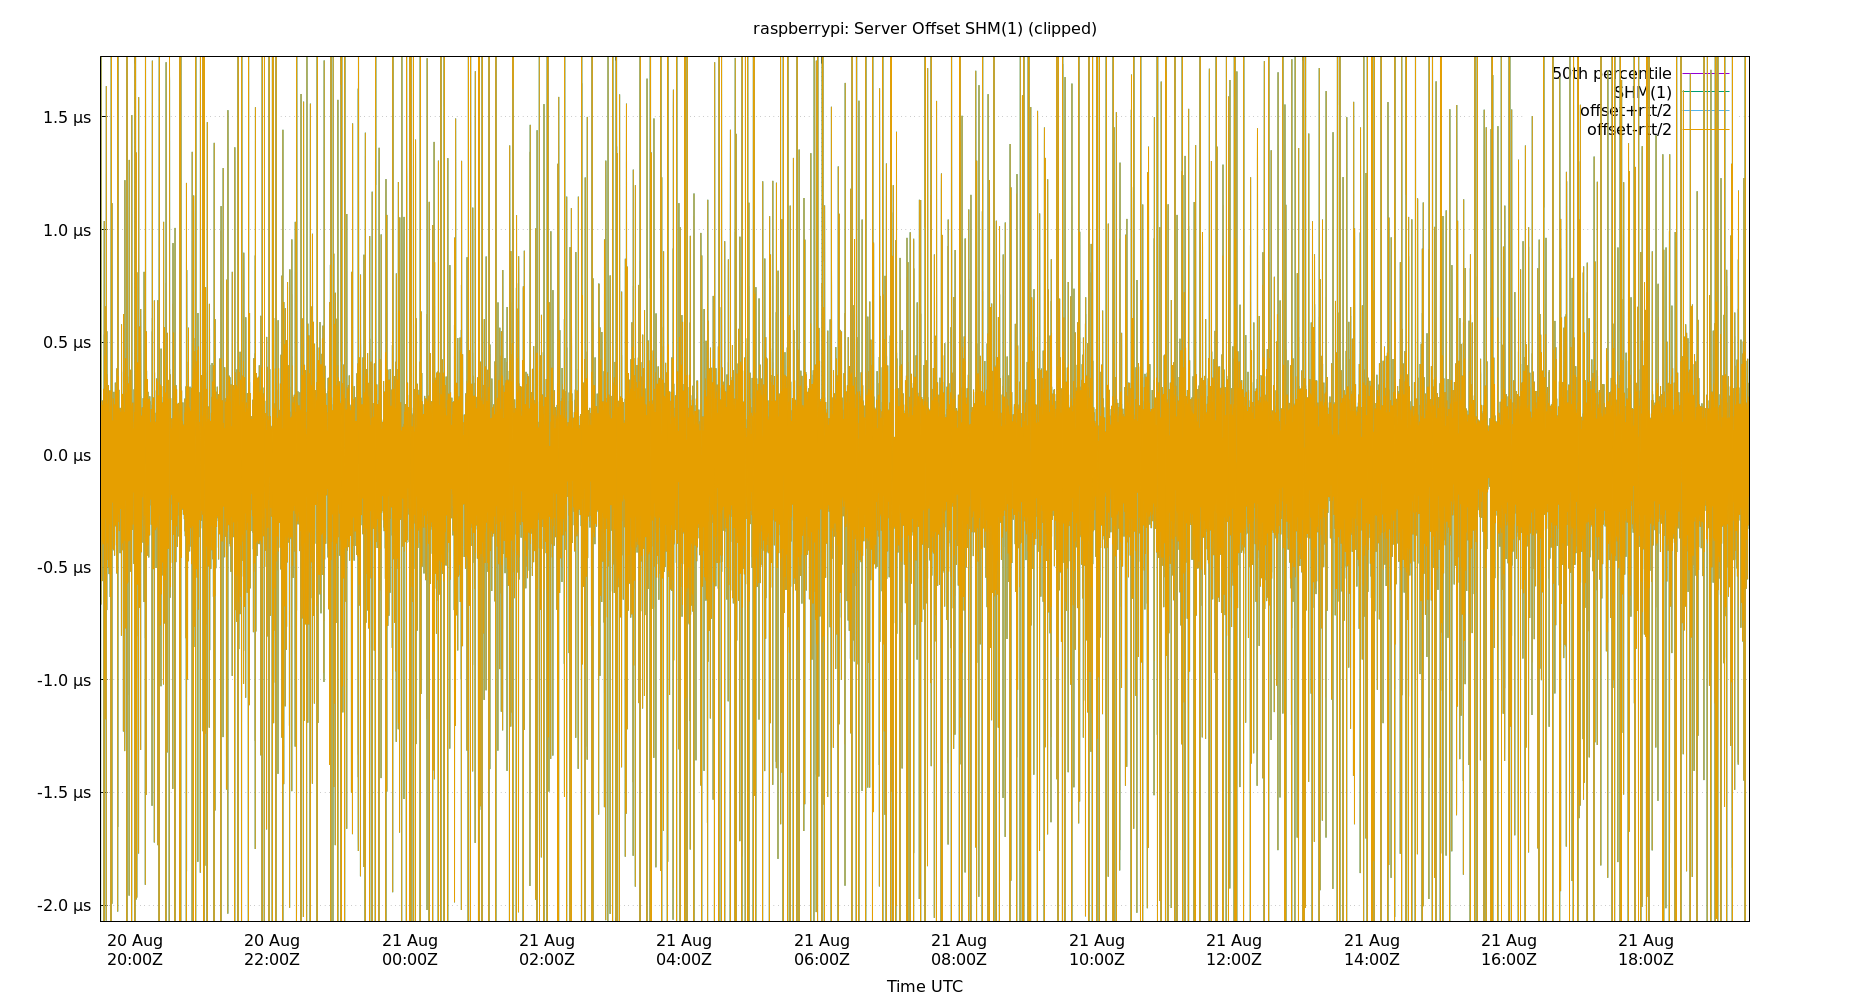 raspberrypi: Server Offset SHM(1) (clipped)
50th percentile
SHM(1)
offset+rtt/2
offset-rtt/2
1.5 µs
1.0 µs
0.5 µs
0.0 µs
-0.5 µs
-1.0 µs
-1.5 µs
-2.0 µs
20 Aug 20 Aug 21 Aug 21 Aug 21 Aug 21 Aug 21 Aug 21 Aug 21 Aug 21 Aug 21 Aug 21 Aug
20:00Z 22:00Z 00:00Z 02:00Z 04:00Z 06:00Z 08:00Z 10:00Z 12:00Z 14:00Z 16:00Z 18:00Z
Time UTC